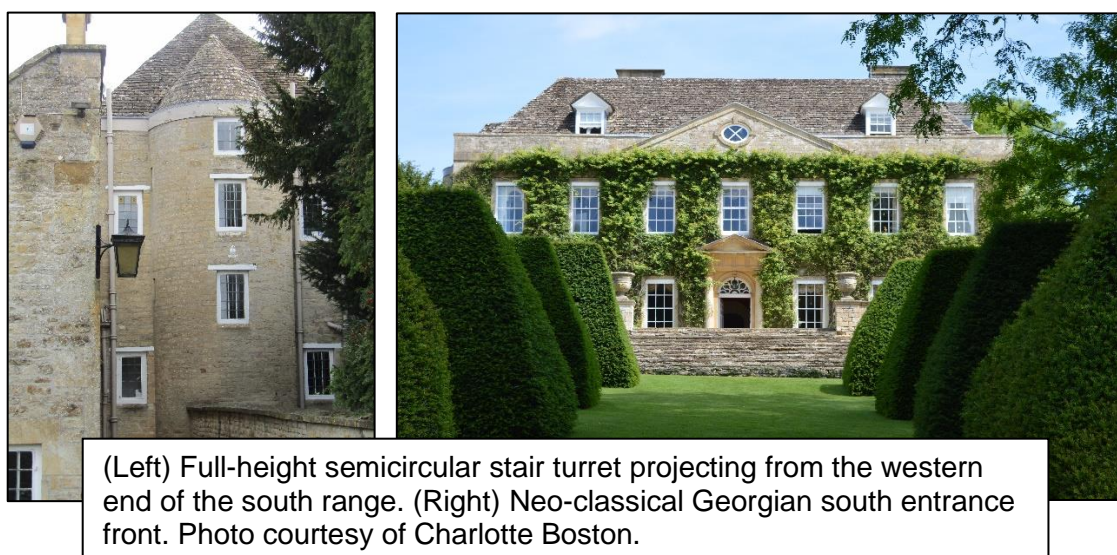 (Left) Full-height semicircular stair turret projecting from the western
end of the south range. (Right) Neo-classical Georgian south entrance
front. Photo courtesy of Charlotte Boston.